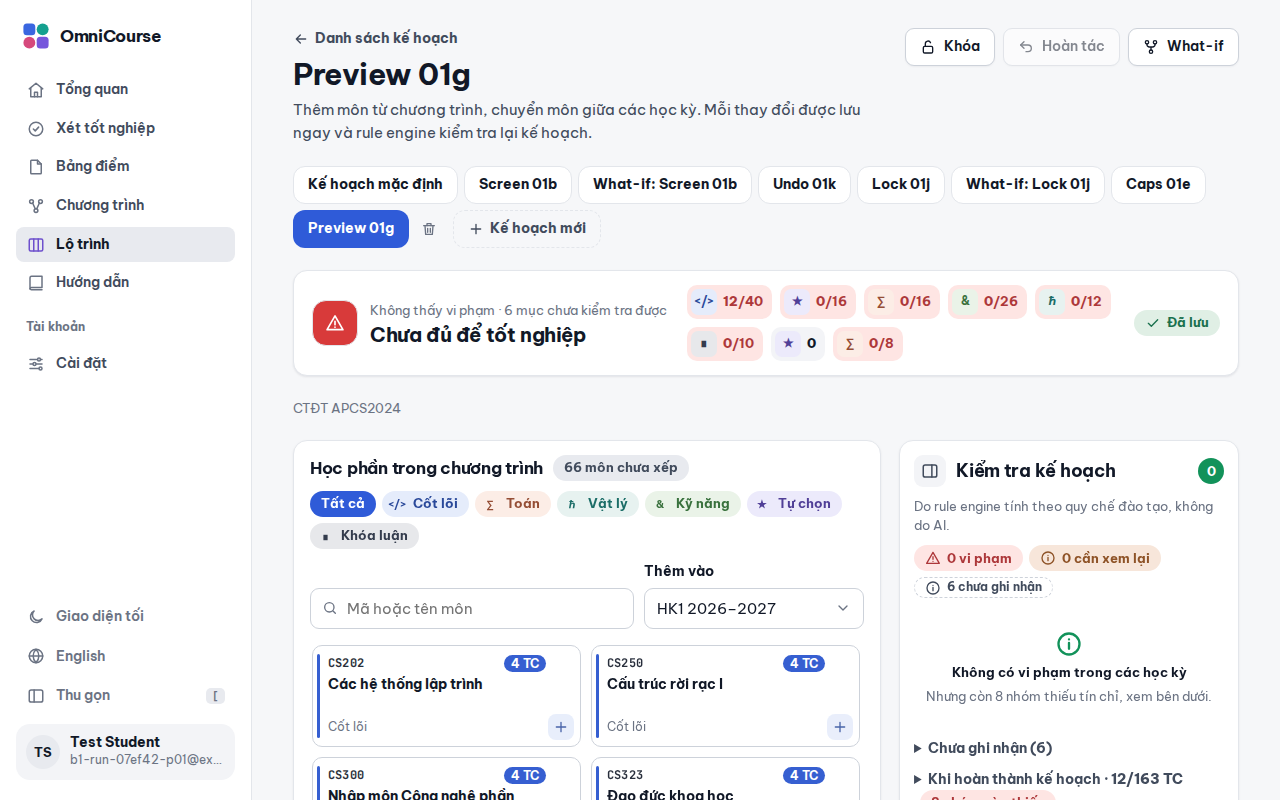 OmniCourse
Tổng quan
Xét tốt nghiệp
Bảng điểm
Chương trình
Lộ trình
Hướng dẫn
Tài khoản
Cài đặt
Giao diện tối
English
Thu gọn
[
TS
Test Student
b1-run-07ef42-p01@ex...
Danh sách kế hoạch
Preview 01g
Thêm môn từ chương trình, chuyển môn giữa các học kỳ. Mỗi thay đổi được lưu
ngay và rule engine kiểm tra lại kế hoạch.
Khóa
Hoàn tác
What-if
Kế hoạch mặc định
Screen 01b
What-if: Screen 01b
Undo 01k
Lock 01j
What-if: Lock 01j
Caps 01e
Preview 01g
Kế hoạch mới
Không thấy vi phạm · 6 mục chưa kiểm tra được
Chưa đủ để tốt nghiệp
</> 12/40
★ 0/16
∑ 0/16
& 0/26
ħ 0/12
∎ 0/10
★ 0
∑ 0/8
Đã lưu
CTĐT APCS2024
Học phần trong chương trình
66 môn chưa xếp
Tất cả
</> Cốt lõi
∑ Toán
ħ Vật lý
& Kỹ năng
★ Tự chọn
∎ Khóa luận
Thêm vào
Mã hoặc tên môn
HK1 2026–2027
CS202
4 TC
Các hệ thống lập trình
Cốt lõi
CS250
4 TC
Cấu trúc rời rạc I
Cốt lõi
CS300
4 TC
Nhập môn Công nghệ phần
CS323
4 TC
Đạo đức khoa học
Kiểm tra kế hoạch
0
Do rule engine tính theo quy chế đào tạo, không
do AI.
0 vi phạm
0 cần xem lại
6 chưa ghi nhận
Không có vi phạm trong các học kỳ
Nhưng còn 8 nhóm thiếu tín chỉ, xem bên dưới.
Chưa ghi nhận (6)
Khi hoàn thành kế hoạch · 12/163 TC